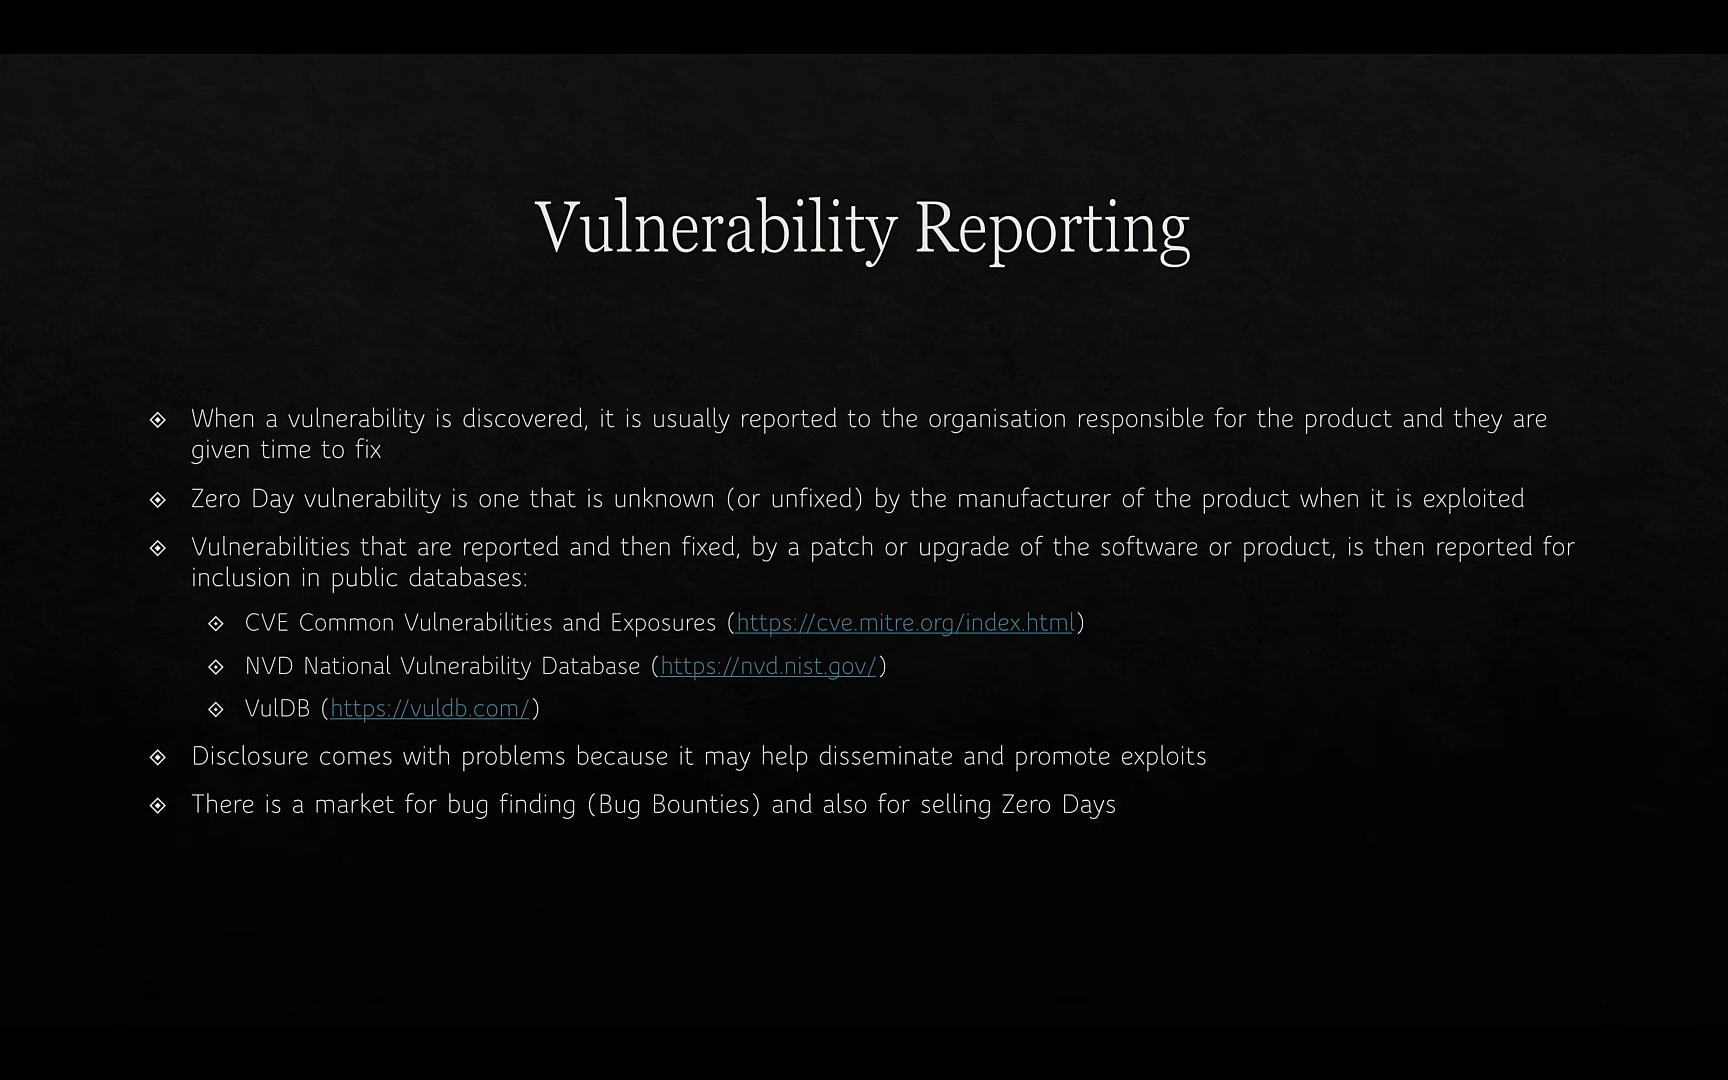 Vulnerability Reporting
When a vulnerability is discovered, it is usually reported to the organisation responsible for the product and they are
given time to fix
Zero Day vulnerability is one that is unknown (or unfixed) by the manufacturer of the product when it is exploited
Vulnerabilities that are reported and then fixed, by a patch or upgrade of the software or product, is then reported for
inclusion in public databases:
CVE Common Vulnerabilities and Exposures (https://cve.mitre.org/index.html)
NVD National Vulnerability Database (https://nvd.nist.gov/)
VulDB (https://vuldb.com/)
Disclosure comes with problems because it may help disseminate and promote exploits
There is a market for bug finding (Bug Bounties) and also for selling Zero Days